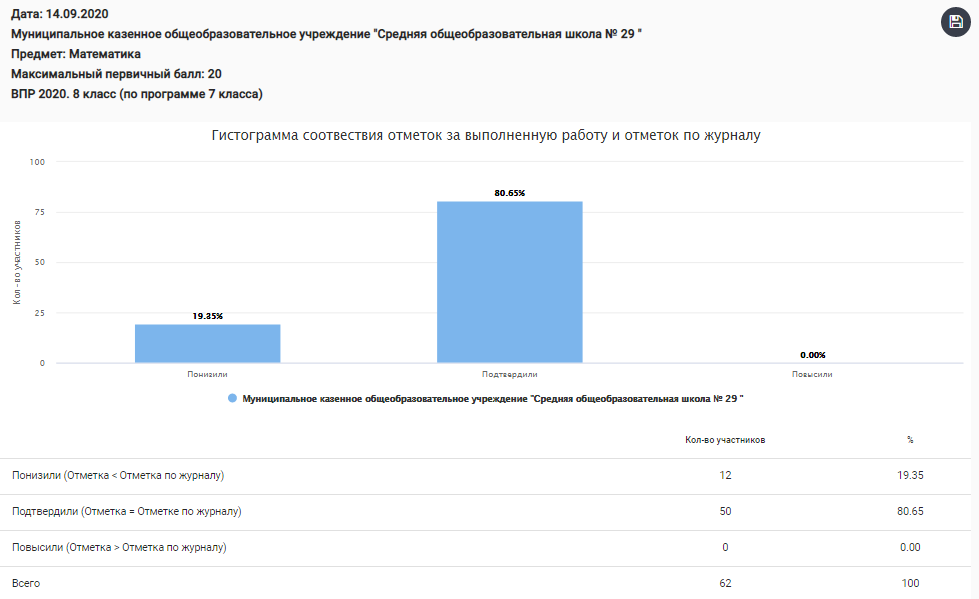 Дата: 14.09.2020
Муниципальное казенное общеобразовательное учреждение "Средняя общеобразовательная школа № 29 "
Предмет: Математика
Максимальный первичный балл: 20
ВПР 2020. 8 класс (по программе 7 класса)
Гистограмма соотвествия отметок за выполненную работу и отметок по журналу
Кол -во участников
100
75
50
25
0
19.35%
80.65%
0.00%
Понизили
Подтвердили
Повысили
Муниципальное казенное общеобразовательное учреждение "Средняя общеобразовательная школа № 29 "
Кол-во участников %
Понизили (Отметка < Отметка по журналу) 12 19.35
Подтвердили (Отметка = Отметке по журналу) 50 80.65
Повысили (Отметка > Отметка по журналу) 0 0.00
Всего 62 100